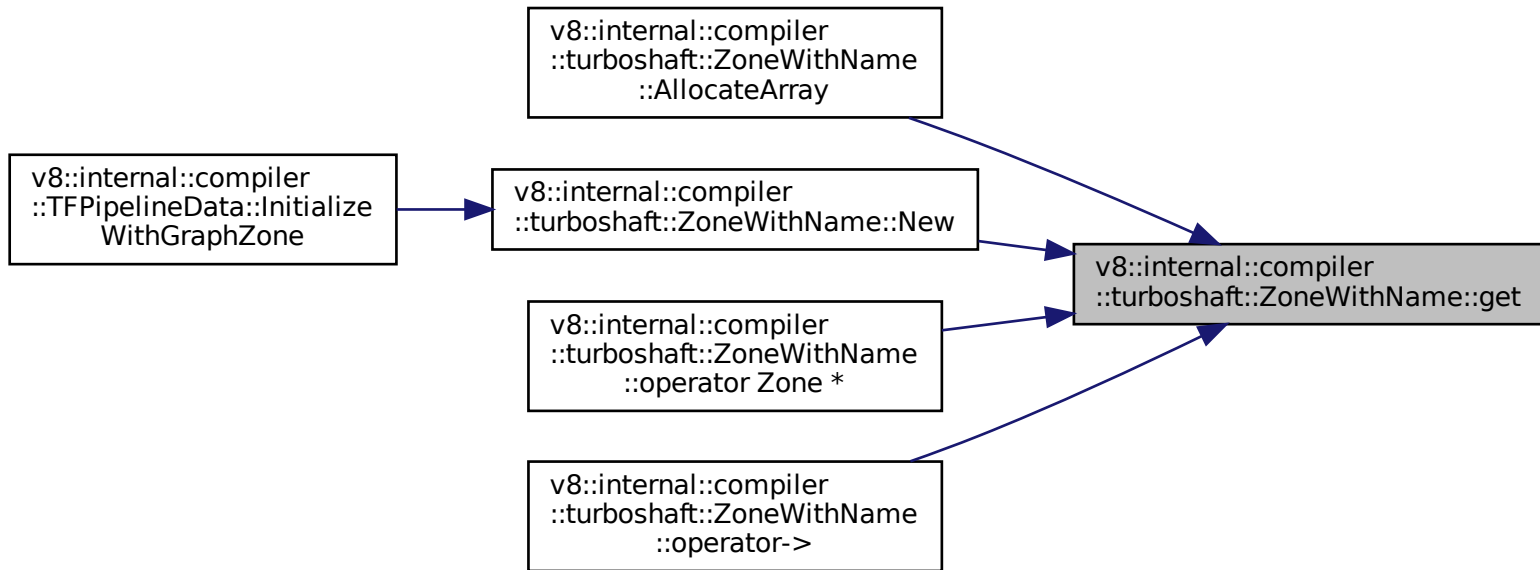 v8::internal::compiler
::turboshaft::ZoneWithName
::AllocateArray
v8::internal::compiler
::TFPipelineData::Initialize
WithGraphZone
v8::internal::compiler
::turboshaft::ZoneWithName::New
v8::internal::compiler
::turboshaft::ZoneWithName::get
v8::internal::compiler
::turboshaft::ZoneWithName
::operator Zone *
v8::internal::compiler
::turboshaft::ZoneWithName
::operator->